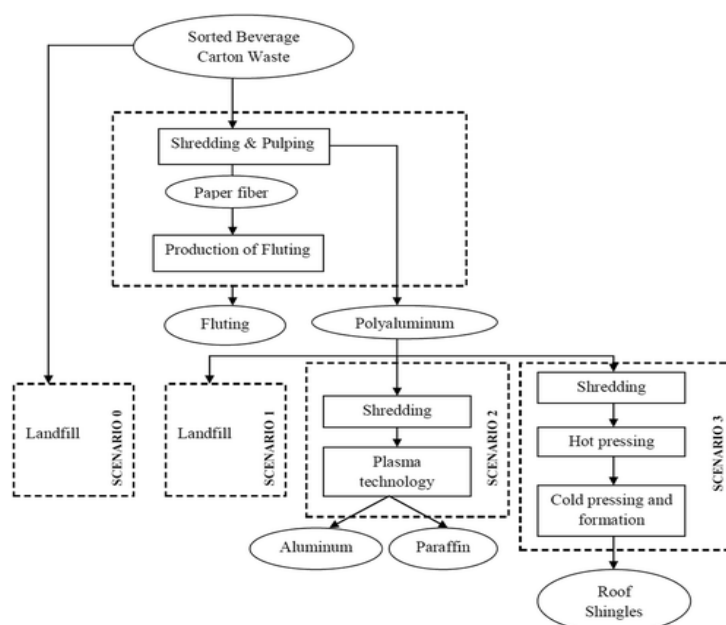 Sorted Beverage
Carton Waste
Shredding & Pulping
Paper fiber
Production of Fluting
Fluting
Polyaluminum
Landfill
SCENARIO 0
Landfill
SCENARIO 1
Shredding
Plasma
technology
SCENARIO 2
Shredding
Hot pressing
Cold pressing and
formation
SCENARIO 3
Aluminum
Paraffin
Roof
Shingles